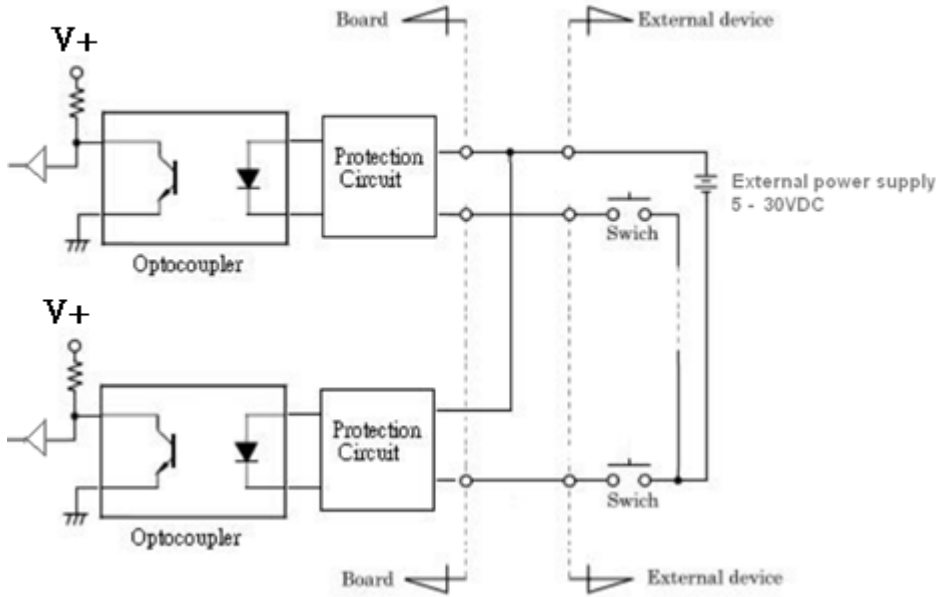 Board
External device
V+
Protection
Circuit
External power supply
5 - 30VDC
Swich
Optocoupler
V+
Protection
Circuit
Swich
Optocoupler
Board
External device